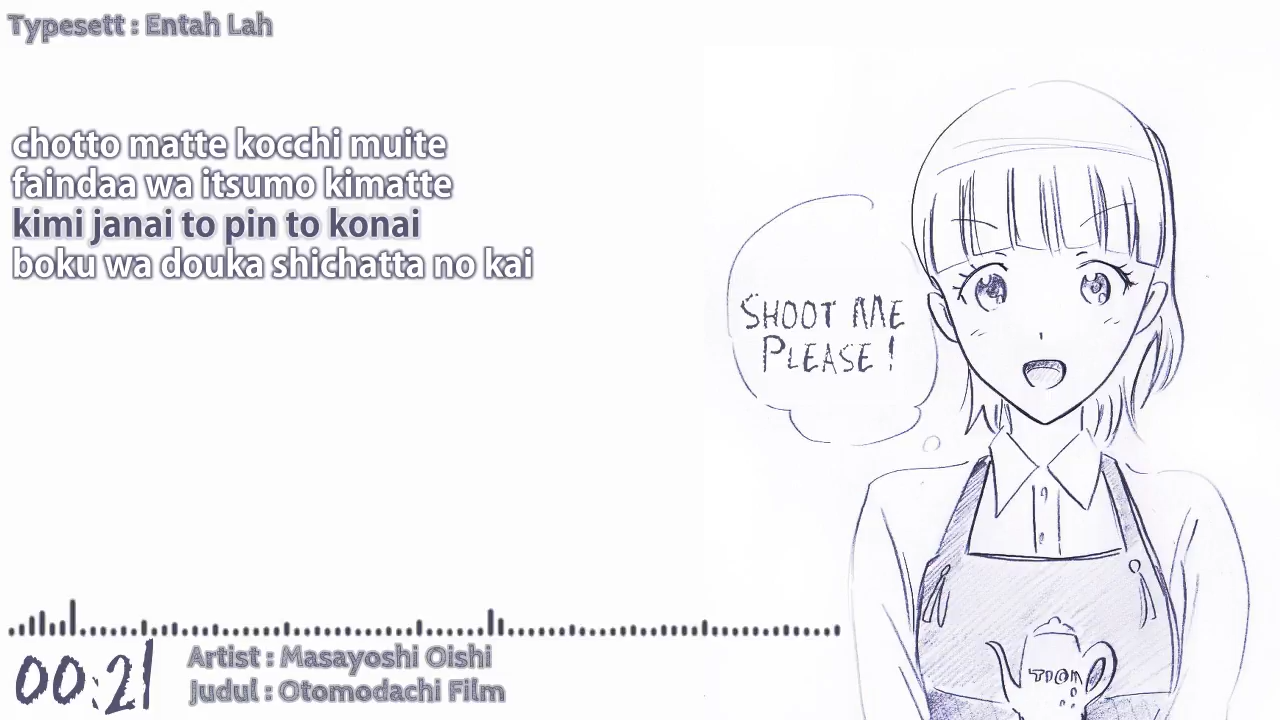 Typesett : Entah Lah
chotto matte kocchi muite
faindaa wa itsumo kimatte
kimi janai to pin to konai
boku wa douka shichatta no kai
SHOOT ME
PLEASE !
TION
00:21
Artist : Masayoshi Oishi
Judul : Otomodachi Film